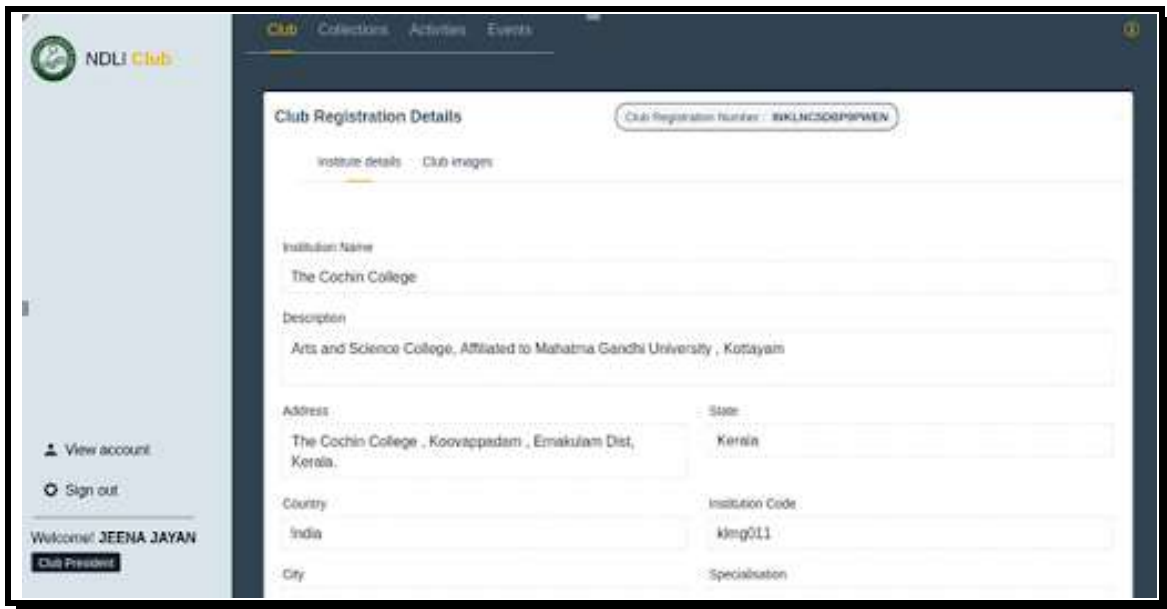 NDLI Club
Club Collections Activities Events
Club Registration Details
Club Registration Number :
Institute details Club images
Institution Name
The Cochin College
Description
Arts and Science College, Affiliated to Mahatma Gandhi University , Kottayam
Address
The Cochin College , Koovappadam , Ernakulam Dist,
Kerala.
State
Kerala
Country
India
Institution Code
klmg011
City
Specialisation
View account
Sign out
Welcome! JEENA JAYAN
Club President